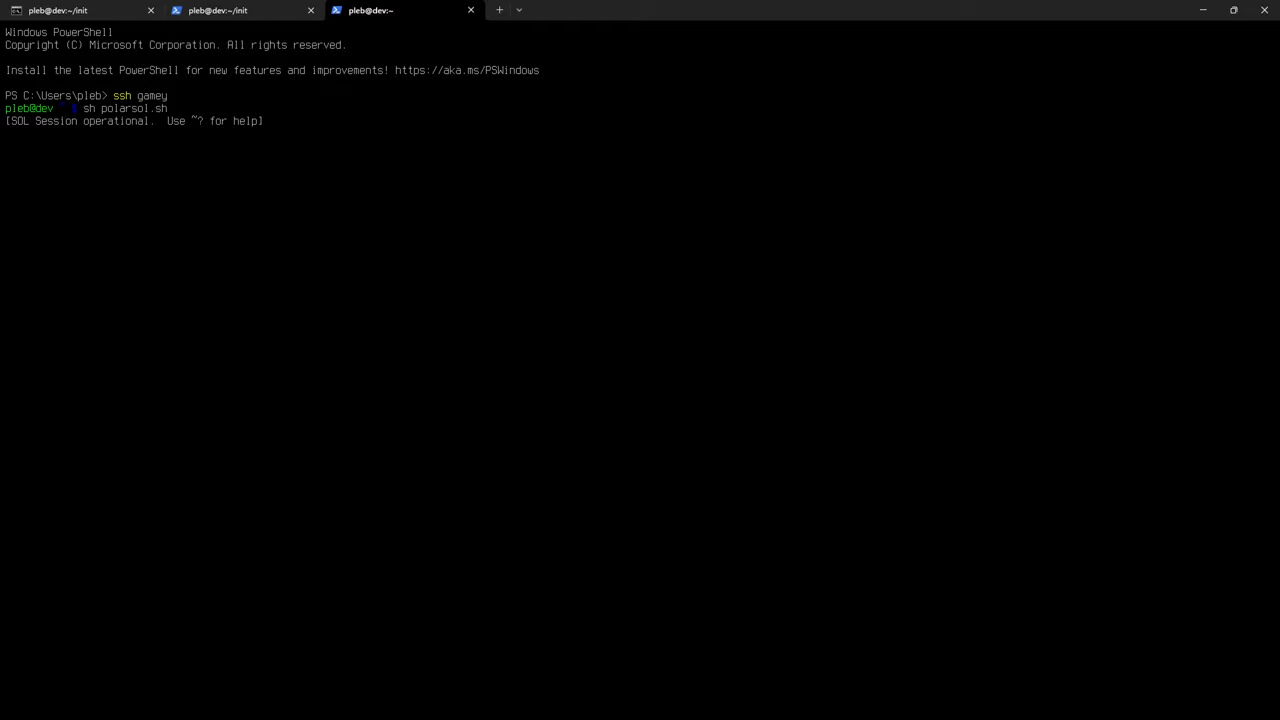 pleb@dev:~/init
pleb@dev:~/init
pleb@dev:~
Windows PowerShell
Copyright (C) Microsoft Corporation. All rights reserved.
Install the latest PowerShell for new features and improvements! https://aka.ms/PSWindows
PS C:\Users\pleb> ssh gamey
pleb@dev ~ $ sh polarsol.sh
[SOL Session operational.  Use ~? for help]